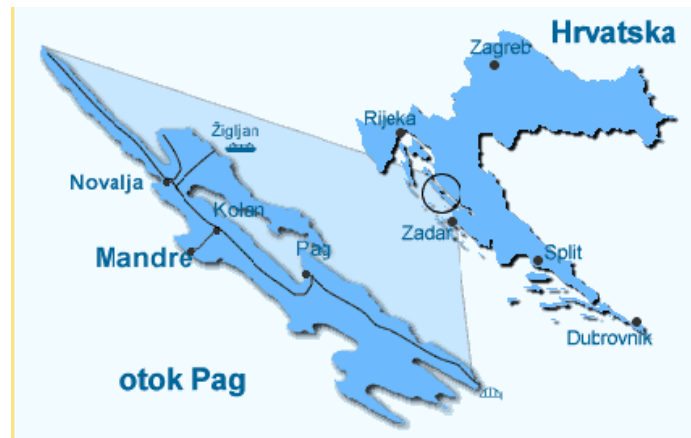 Hrvatska
Zagreb
Rijeka
Žigljan
Novalja
Kolan
Mandre
Pag
Zadar
Split
Dubrovnik
otok Pag